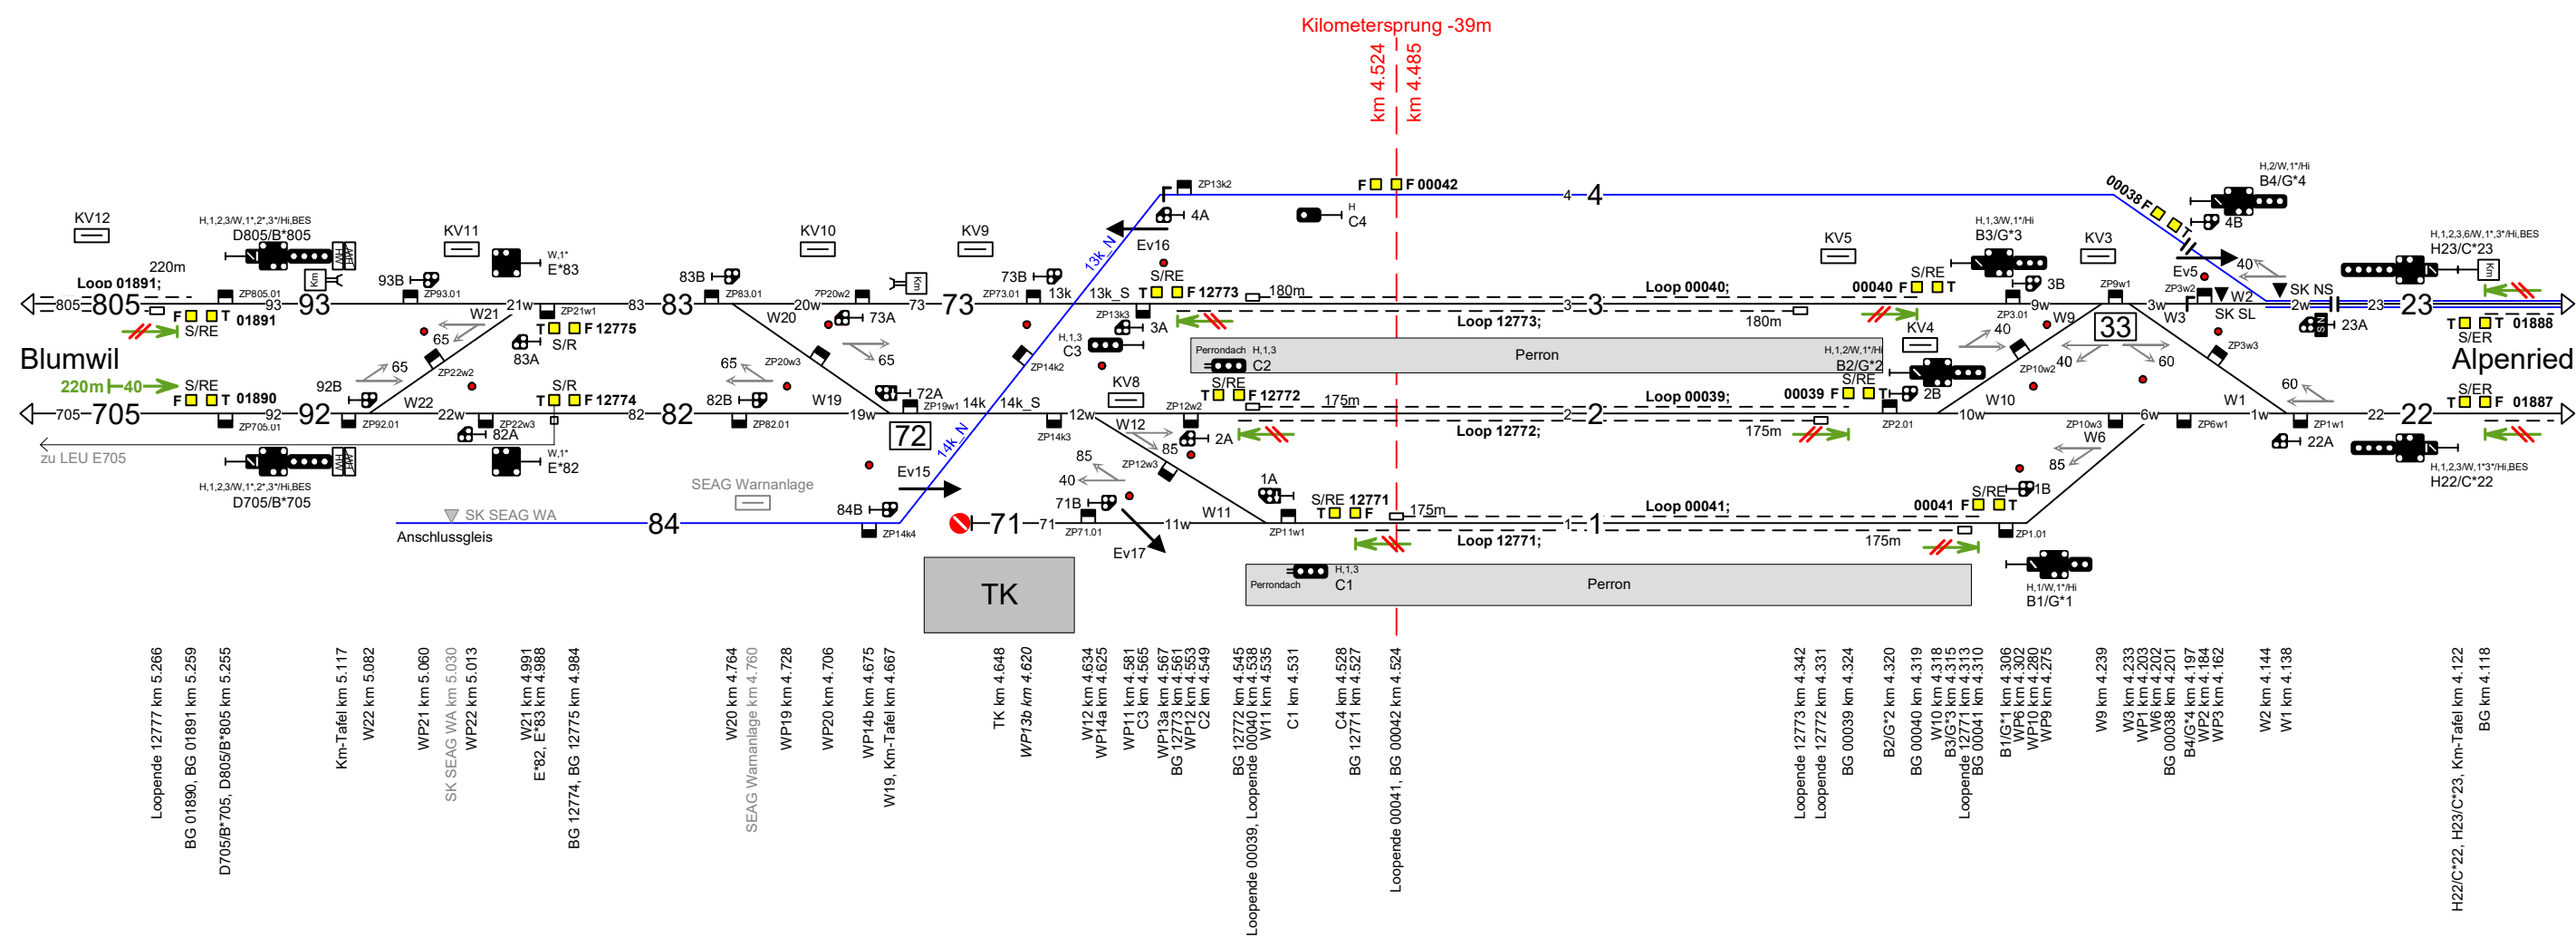 Kilometersprung -39m
km 4.524
km 4.485
F F 00042
ZP13k2
4A
H
C4
4
4
00038 F T
H,2/W,1*/Hi
B4/G*4
4B
KV12
H,1,2,3/W,1*,2*,3*/Hi,BES
D805/B*805
KV11
W,1*
E*83
KV10
KV9
Ev16
13k_N
H,1,3/W,1*/Hi
B3/G*3
KV5
KV3
H,1,2,3,6/W,1*,3*/Hi,BES
H23/C*23
220m
Loop 01891;
Km
93B
83B
Km
73B
S/RE
T F 12773
180m
Loop 00040;
00040 F T
S/RE
3B
Ev5
40
Km
ZP805.01
ZP93.01
ZP83.01
ZP20w2
ZP73.01
13k
13k_S
ZP9w1
ZP3w2
W2
SK NS
805
805
93
93
21w
83
83
20w
73
73
3
3
9w
3w
2w
23
23
F T 01891
S/RE
W21
65
ZP21w1
T F 12775
S/R
83A
W20
73A
65
ZP13k3
3A
H,1,3
C3
Loop 12773;
180m
ZP3.01
W9
40
KV4
33
W3
SK SL
23A
T T 01888
S/ER
Blumwil
65
ZP22w2
65
ZP20w3
ZP14k2
Perrondach
H,1,3
C2
Perron
H,1,2/W,1*/Hi
B2/G*2
ZP10w2
40
60
ZP3w3
Alpenried
220m
40
S/RE
F T 01890
92B
S/R
T F 12774
82B
72A
KV8
S/RE
T F 12772
175m
Loop 00039;
00039 F T
S/RE
2B
60
S/ER
T F 01887
W22
W19
ZP19w1
14k
14k_S
ZP12w2
W10
W1
705
705
92
92
22w
82
82
19w
12w
2
2
10w
6w
1w
22
22
ZP705.01
ZP92.01
ZP22w3
82A
ZP82.01
72
14k_N
ZP14k3
W12
85
2A
Loop 12772;
175m
ZP2.01
ZP10w3
ZP6w1
W6
85
ZP1w1
22A
zu LEU E705
H,1,2,3/W,1*,2*,3*/Hi,BES
D705/B*705
W,1*
E*82
Ev15
SEAG Warnanlage
85
40
ZP12w3
1A
H,1,2,3/W,1*3*/Hi,BES
H22/C*22
SK SEAG WA
84B
71B
S/RE 12771
T F
175m
Loop 00041;
00041 F T
S/RE
1B
W11
84
ZP14k4
71
71
11w
1
1
Anschlussgleis
ZP71.01
Ev17
ZP11w1
Loop 12771;
175m
ZP1.01
TK
Perrondach
H,1,3
C1
Perron
H,1/W,1*/Hi
B1/G*1
Loopende 12777 km 5.266
BG 01890, BG 01891 km 5.259
D705/B*705, D805/B*805 km 5.255
Km-Tafel km 5.117
W22 km 5.082
WP21 km 5.060
SK SEAG WA km 5.030
WP22 km 5.013
W21 km 4.991
E*82, E*83 km 4.988
BG 12774, BG 12775 km 4.984
W20 km 4.764
SEAG Warnanlage km 4.760
WP19 km 4.728
WP20 km 4.706
WP14b km 4.675
W19, Km-Tafel km 4.667
TK km 4.648
WP13b km 4.620
W12 km 4.634
WP14a km 4.625
WP11 km 4.581
C3 km 4.565
WP13a km 4.567
BG 12773 km 4.561
WP12 km 4.553
C2 km 4.549
BG 12772 km 4.545
Loopende 00039, Loopende 00040 km 4.538
W11 km 4.535
C1 km 4.531
C4 km 4.528
BG 12771 km 4.527
Loopende 00041, BG 00042 km 4.524
Loopende 12773 km 4.342
Loopende 12772 km 4.331
BG 00039 km 4.324
B2/G*2 km 4.320
BG 00040 km 4.319
W10 km 4.318
B3/G*3 km 4.315
Loopende 12771 km 4.313
BG 00041 km 4.310
B1/G*1 km 4.306
WP6 km 4.302
WP10 km 4.280
WP9 km 4.275
W9 km 4.239
W3 km 4.233
WP1 km 4.203
W6 km 4.202
BG 00038 km 4.201
B4/G*4 km 4.197
WP2 km 4.184
WP3 km 4.162
W2 km 4.144
W1 km 4.138
H22/C*22, H23/C*23, Km-Tafel km 4.122
BG km 4.118